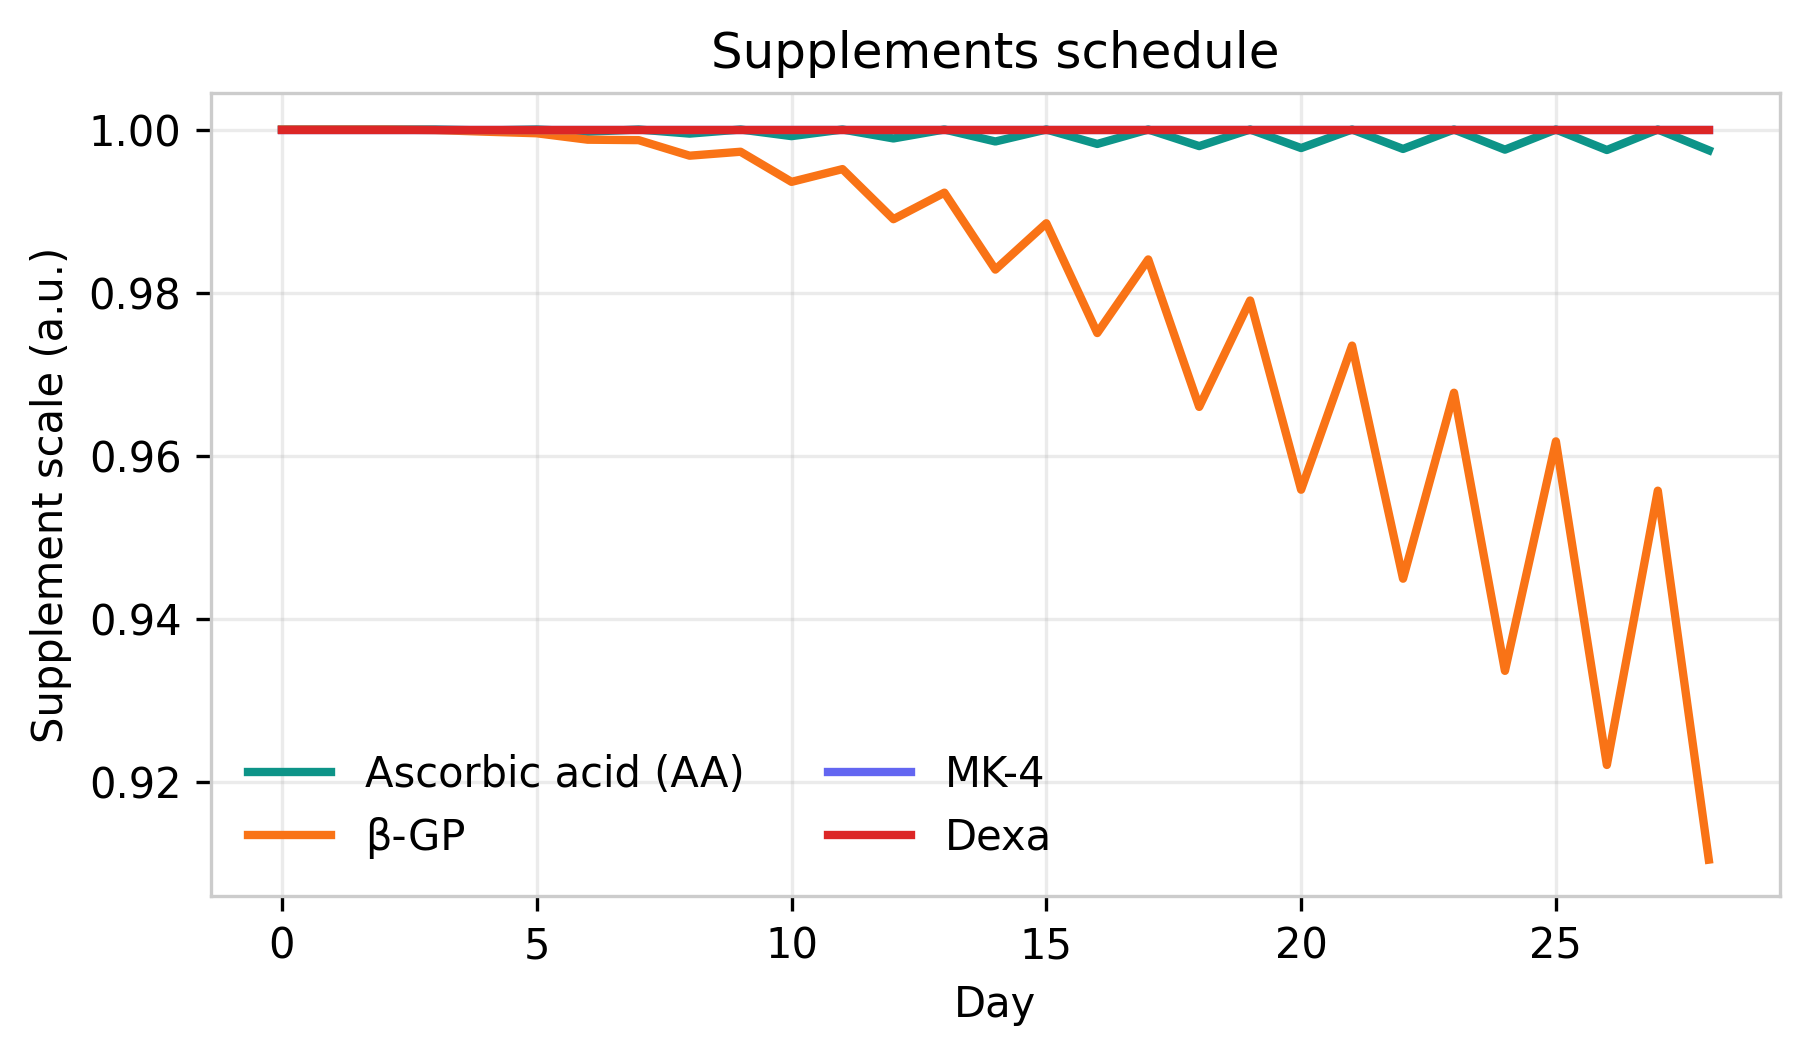 Supplements schedule
Supplement scale (a.u.)
1.00
0.98
0.96
0.94
0.92
Ascorbic acid (AA)
β-GP
MK-4
Dexa
0 5 10 15 20 25
Day